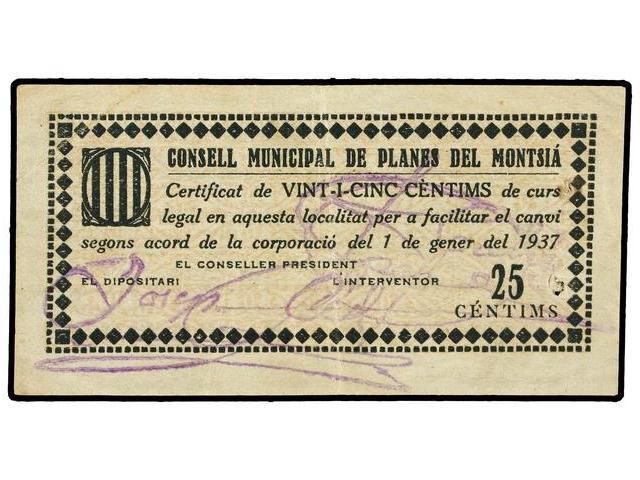 CONSELL MUNICIPAL DE PLANES DEL MONTSIÁ
Certificat de VINT-I-CINC CÈNTIMS de curs
legal en aquesta localitat per a facilitar el canvi
segons acord de la corporació del 1 de gener del 1937
EL CONSELLER PRESIDENT
EL DIPOSITARI L'INTERVENTOR 25
CÉNTIMS